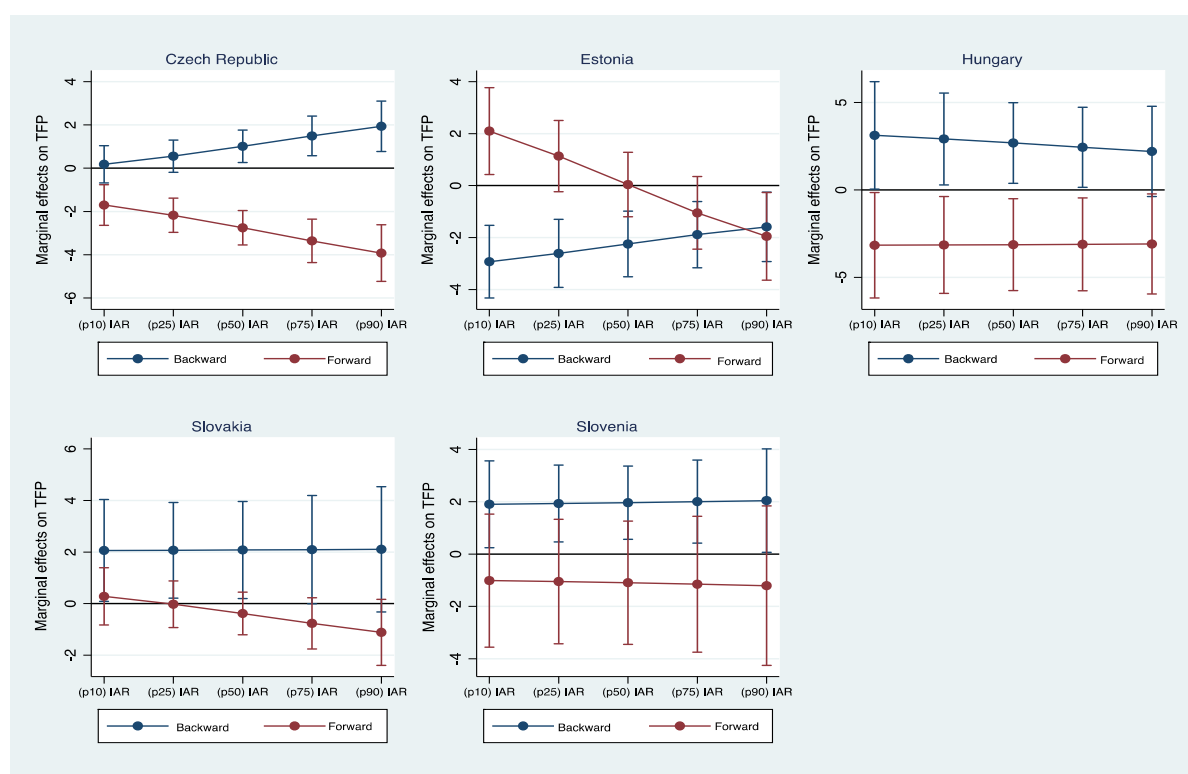 Czech Republic
Marginal effects on TFP
4
2
0
-2
-4
-6
(p10) IAR (p25) IAR (p50) IAR (p75) IAR (p90) IAR
Backward Forward
Estonia
Marginal effects on TFP
4
2
0
-2
-4
(p10) IAR (p25) IAR (p50) IAR (p75) IAR (p90) IAR
Backward Forward
Hungary
Marginal effects on TFP
5
0
-5
(p10) IAR (p25) IAR (p50) IAR (p75) IAR (p90) IAR
Backward Forward
Slovakia
Marginal effects on TFP
6
4
2
0
-2
(p10) IAR (p25) IAR (p50) IAR (p75) IAR (p90) IAR
Backward Forward
Slovenia
Marginal effects on TFP
4
2
0
-2
-4
(p10) IAR (p25) IAR (p50) IAR (p75) IAR (p90) IAR
Backward Forward